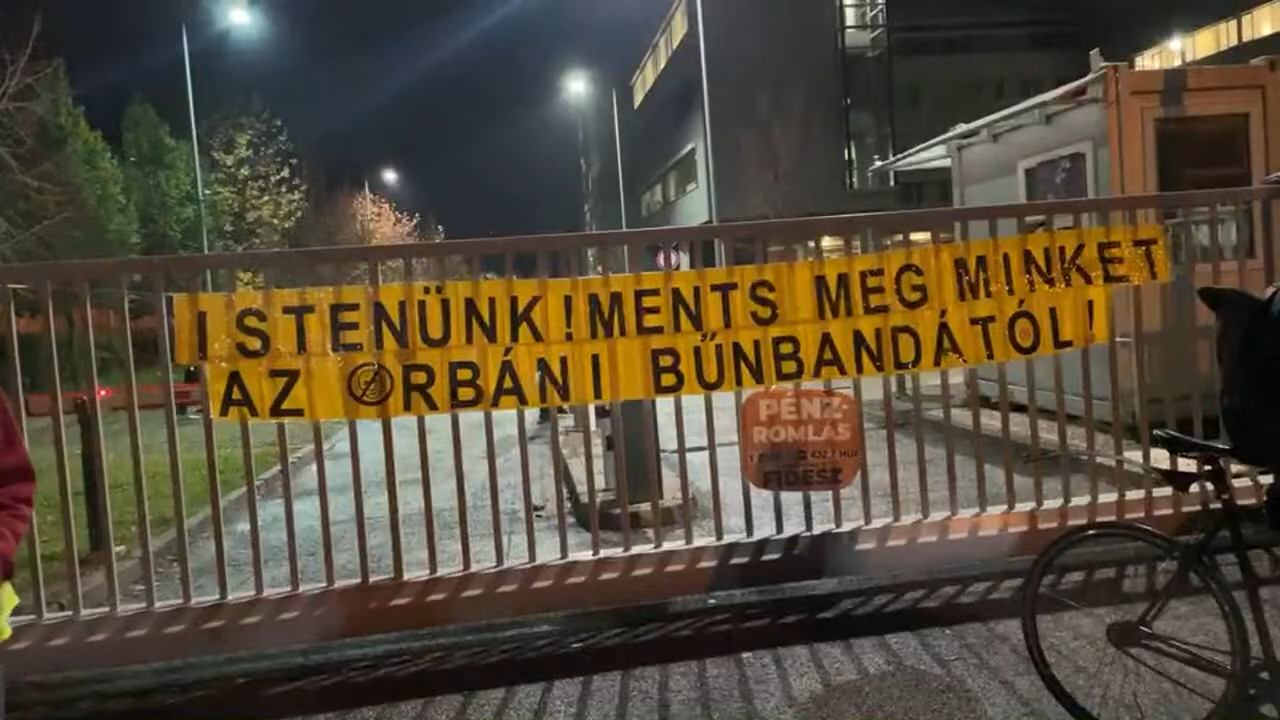 ISTENÜNK!MENTS MEG MINKET
AZ ORBÁNI BŰNBANDÁTÓL!
PÉNZ-
ROMLÁS
FIDESZ